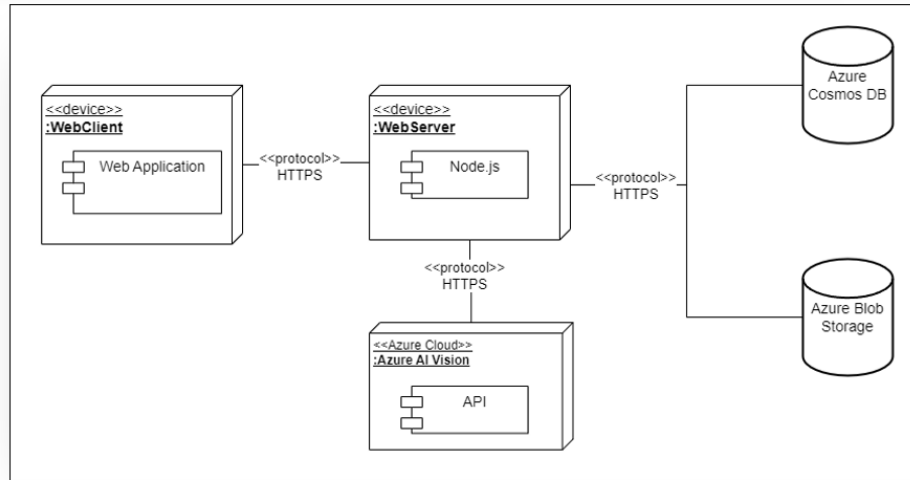 <<device>>
:WebClient
Web Application
<<protocol>>
HTTPS
<<device>>
:WebServer
Node.js
<<protocol>>
HTTPS
Azure
Cosmos DB
Azure Blob
Storage
<<protocol>>
HTTPS
<<Azure Cloud>>
:Azure AI Vision
API